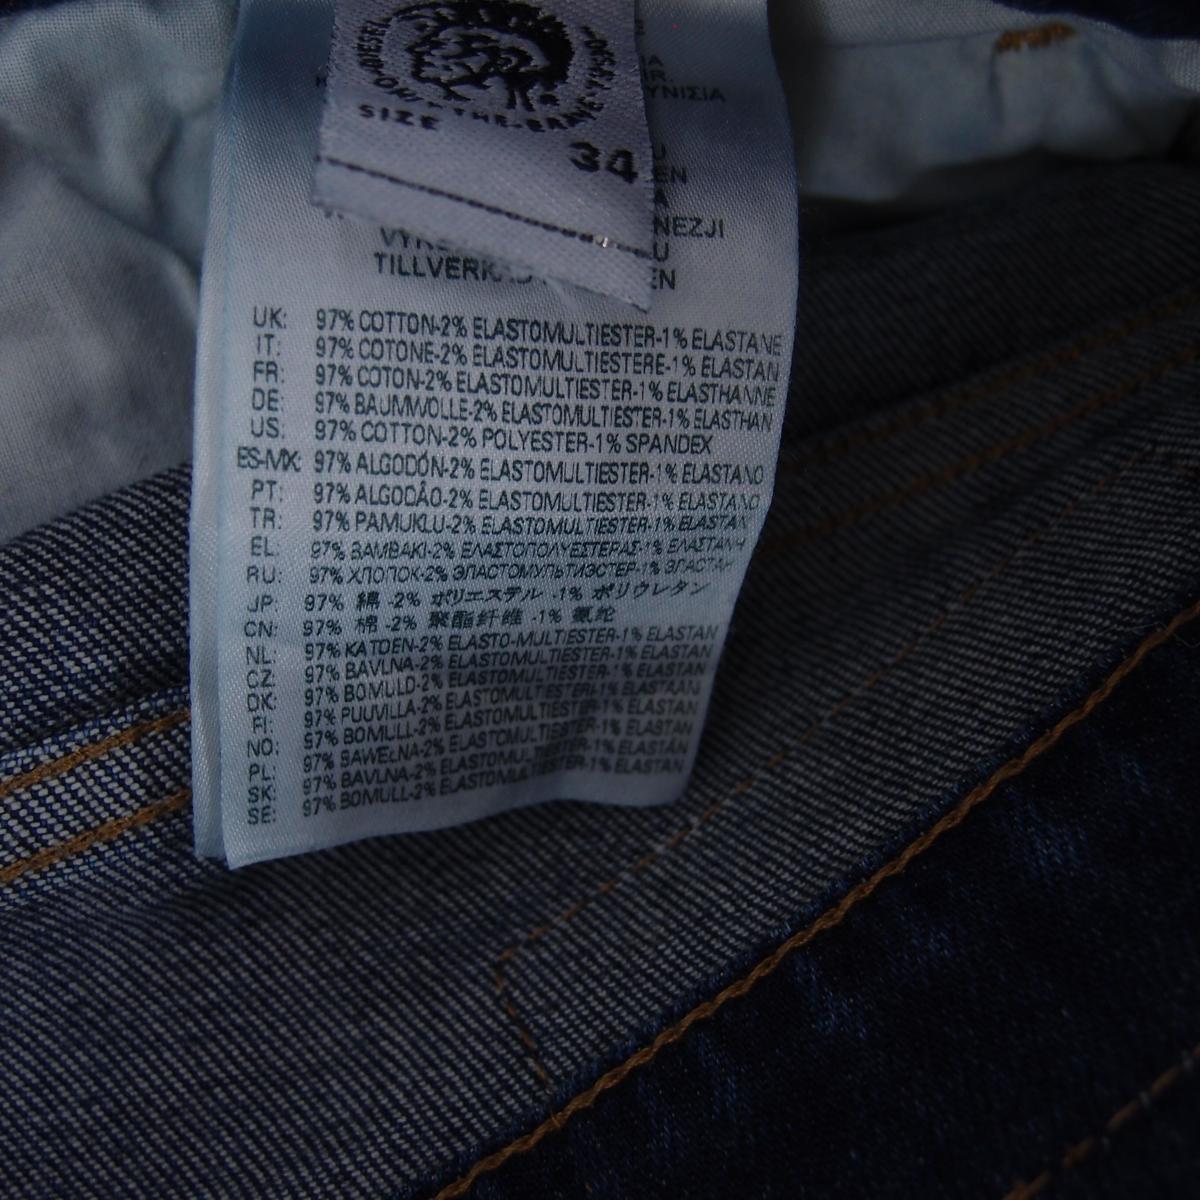 DIESEL
ONLY·THE·BRAVE
SIZE
34
ΥΝΙΣΙΑ
EN
NEZJI
TILLVERKAD
EN
UK: 97% COTTON-2% ELASTOMULTIESTER-1% ELASTANE
IT: 97% COTONE-2% ELASTOMULTIESTERE-1% ELASTAN
FR: 97% COTON-2% ELASTOMULTIESTER-1% ELASTHANNE
DE: 97% BAUMWOLLE-2% ELASTOMULTIESTER-1% ELASTHAN
US: 97% COTTON-2% POLYESTER-1% SPANDEX
ES-MX: 97% ALGODÓN-2% ELASTOMULTIESTER-1% ELASTANO
PT: 97% ALGODÃO-2% ELASTOMULTIESTER-1% ELASTANO
TR: 97% PAMUKLU-2% ELASTOMULTIESTER-1% ELASTAN
EL: 97% ΒΑΜΒΑΚΙ-2% ΕΛΑΣΤΟΠΟΛΥΕΣΤΕΡΑΣ-1% ΕΛΑΣΤΑΝΗ
RU: 97% ХЛОПОК-2% ЭЛАСТОМУЛЬТИЭСТЕР-1% ЭЛАСТАН
JP: 97% 綿 -2% ポリエステル -1% ポリウレタン
CN: 97% 棉 -2% 聚酯纤维 -1% 氨纶
NL: 97% KATOEN-2% ELASTO-MULTIESTER-1% ELASTAN
CZ: 97% BAVLNA-2% ELASTOMULTIESTER-1% ELASTAN
DK: 97% BOMULD-2% ELASTOMULTIESTER-1% ELASTAN
FI: 97% PUUVILLA-2% ELASTOMULTIESTER-1% ELASTAANI
NO: 97% BOMULL-2% ELASTOMULTIESTER-1% ELASTAN
PL: 97% BAWEŁNA-2% ELASTOMULTIESTER-1% ELASTAN
SK: 97% BAVLNA-2% ELASTOMULTIESTER-1% ELASTAN
SE: 97% BOMULL-2% ELASTOMULTIESTER-1% ELASTAN